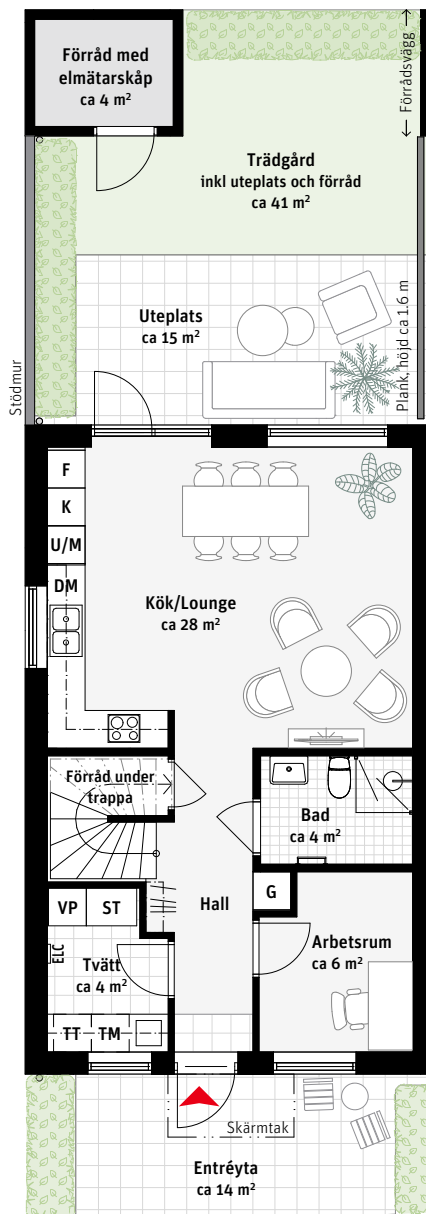 Förråd med
elmätarskåp
ca 4 m²
Förrådsvägg
Trädgård
inkl uteplats och förråd
ca 41 m²
Uteplats
ca 15 m²
Stödmur
Plank, höjd ca 1.6 m
F
K
U/M
DM
Kök/Lounge
ca 28 m²
Förråd under
trappa
Bad
ca 4 m²
VP
ST
Hall
G
ELC
Tvätt
ca 4 m²
Arbetsrum
ca 6 m²
TT
TM
Skärmtak
Entréyta
ca 14 m²